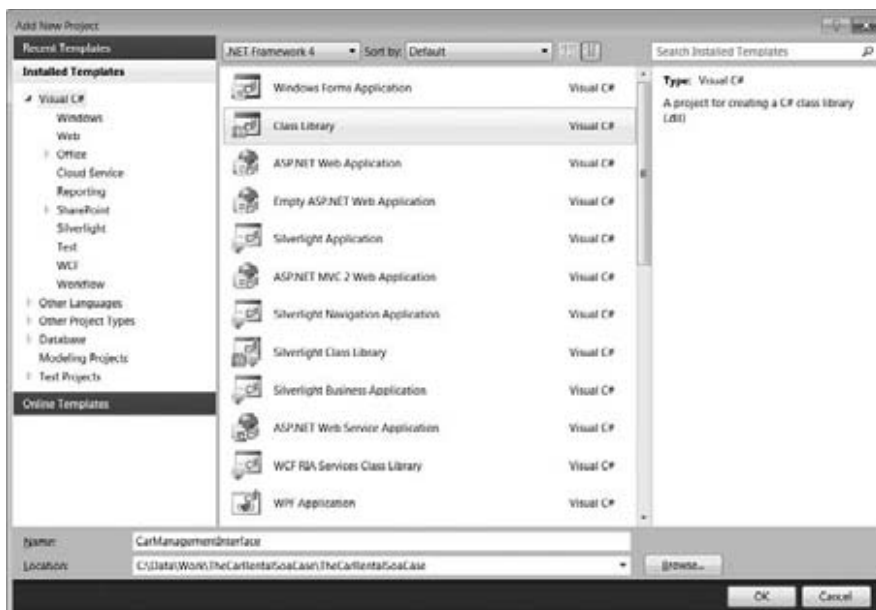 Add New Project
Recent Templates
Installed Templates
Visual C#
Windows
Web
Office
Cloud Service
Reporting
SharePoint
Silverlight
Test
WCF
Workflow
Other Languages
Other Project Types
Database
Modeling Projects
Test Projects
Online Templates
.NET Framework 4 Sort by: Default
Windows Forms Application Visual C#
Class Library Visual C#
ASP.NET Web Application Visual C#
Empty ASP.NET Web Application Visual C#
Silverlight Application Visual C#
ASP.NET MVC 2 Web Application Visual C#
Silverlight Navigation Application Visual C#
Silverlight Class Library Visual C#
Silverlight Business Application Visual C#
ASP.NET Web Service Application Visual C#
WCF RIA Services Class Library Visual C#
WPF Application Visual C#
Search Installed Templates
Type: Visual C#
A project for creating a C# class library
(.dll)
Name: CarManagementInterface
Location: C:\Data\Work\TheCarRentalSoaCase\TheCarRentalSoaCase Browse...
OK Cancel